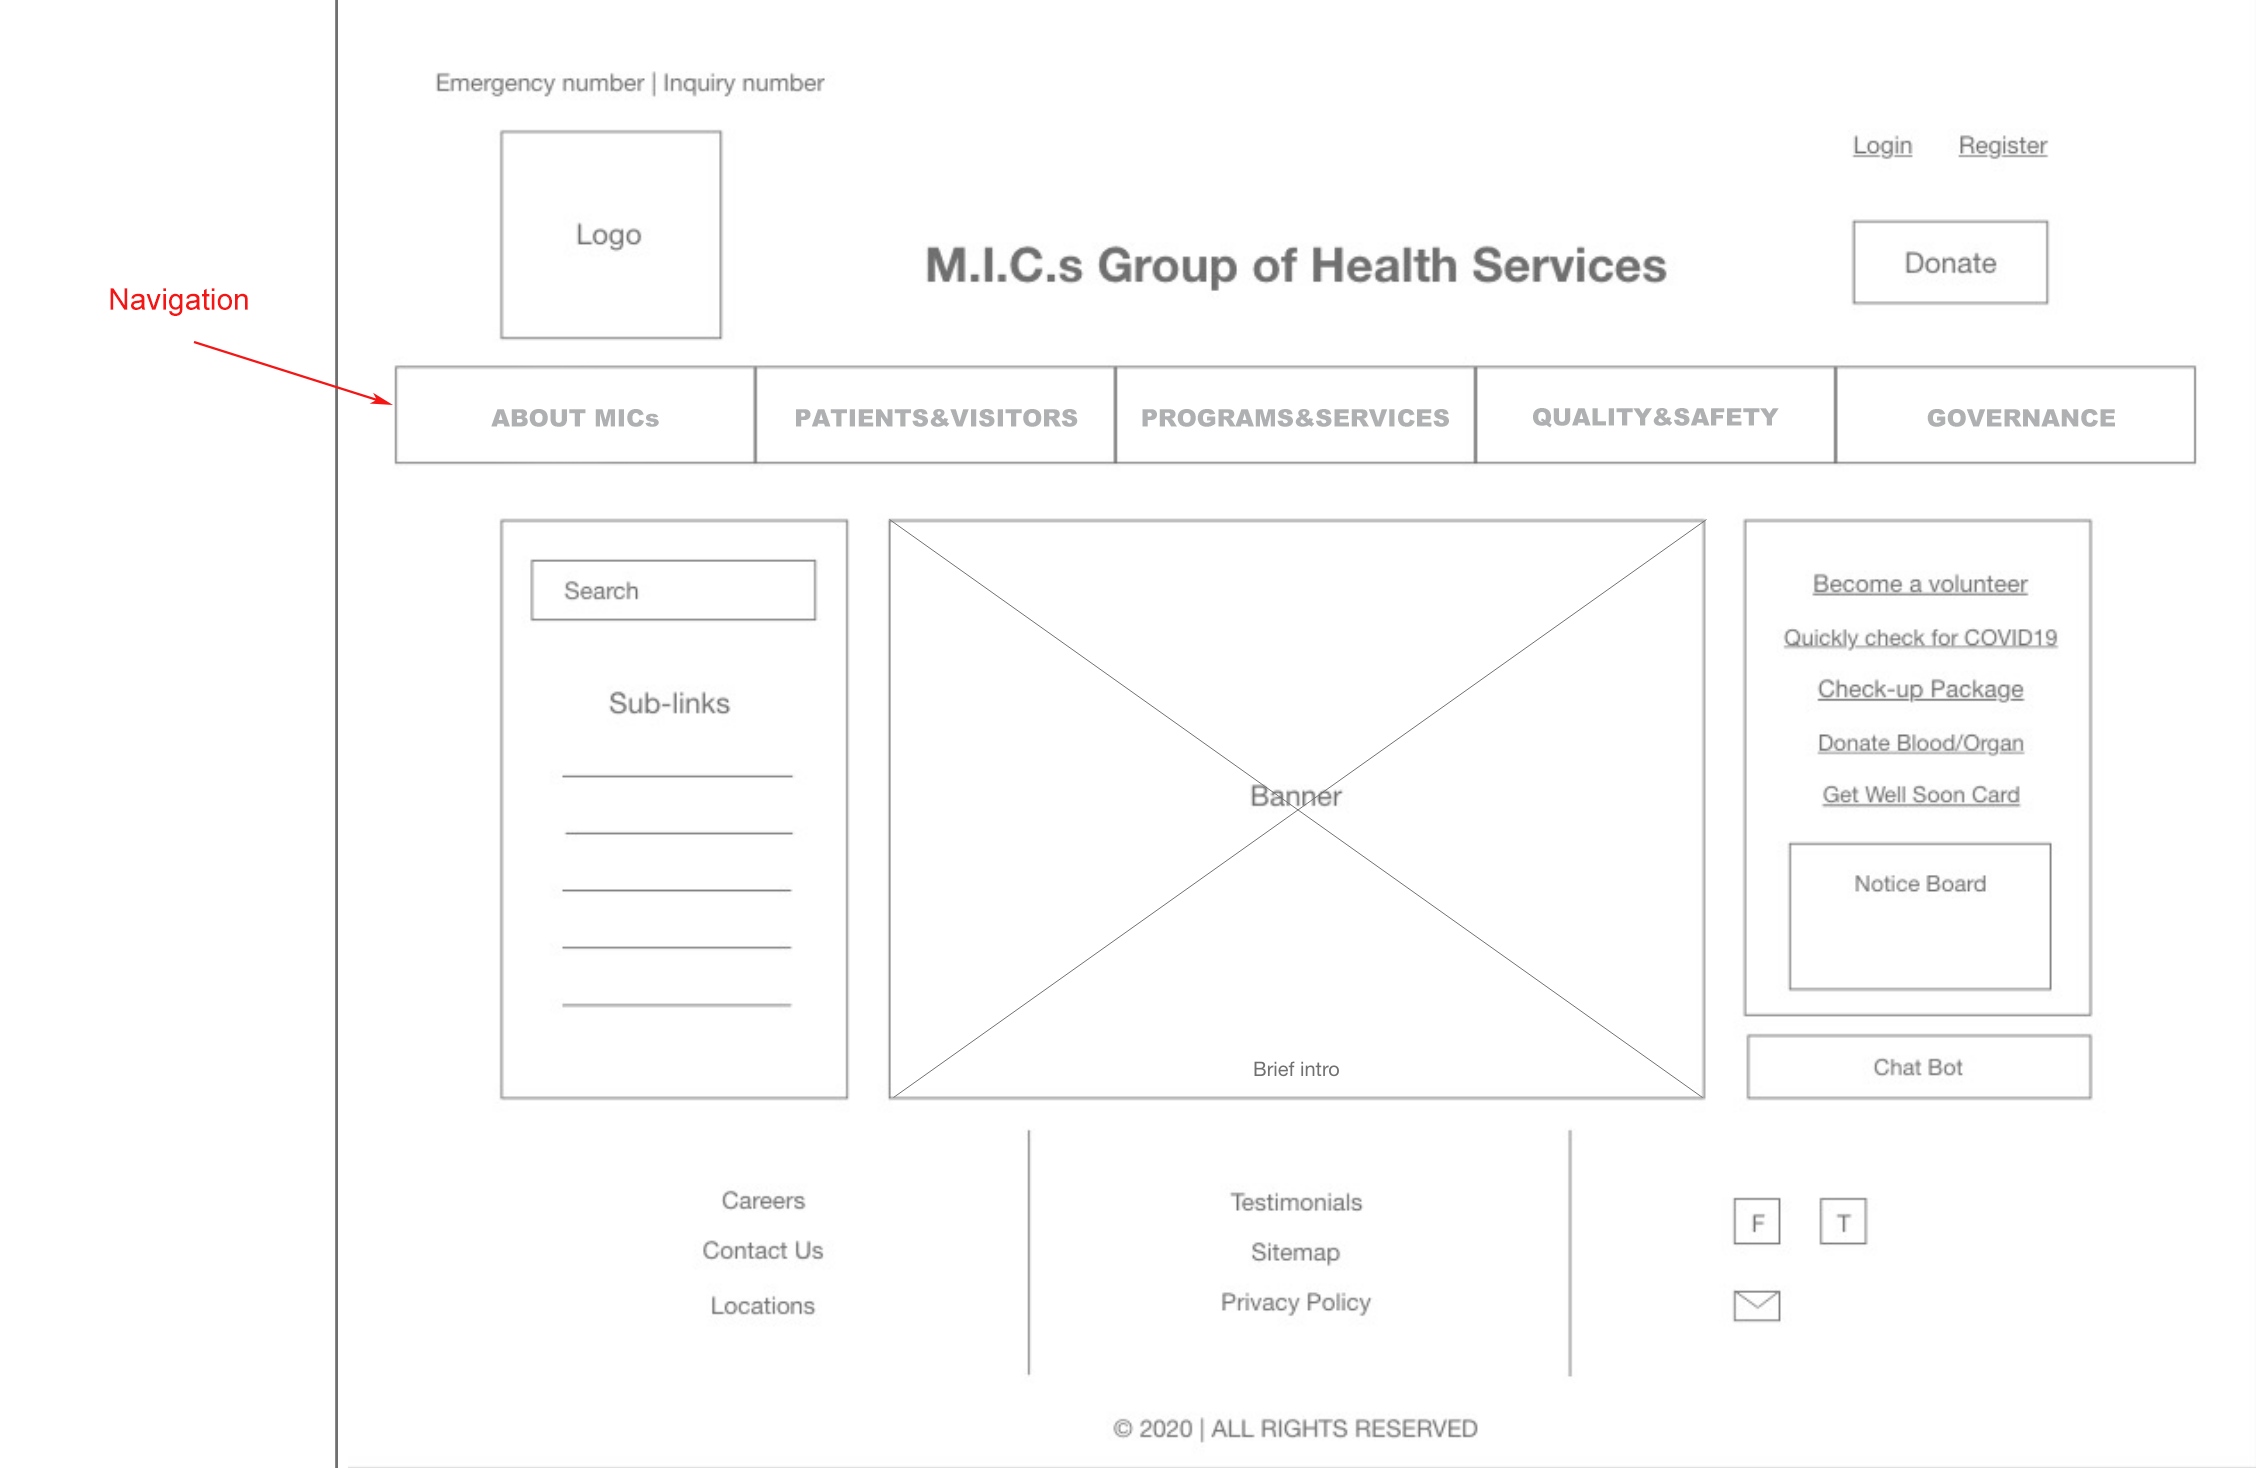 Emergency number | Inquiry number
Login Register
Logo
M.I.C.s Group of Health Services
Donate
Navigation
ABOUT MICs PATIENTS&VISITORS PROGRAMS&SERVICES QUALITY&SAFETY GOVERNANCE
Search
Sub-links
Banner
Brief intro
Become a volunteer
Quickly check for COVID19
Check-up Package
Donate Blood/Organ
Get Well Soon Card
Notice Board
Chat Bot
Careers
Contact Us
Locations
Testimonials
Sitemap
Privacy Policy
F T
© 2020 | ALL RIGHTS RESERVED